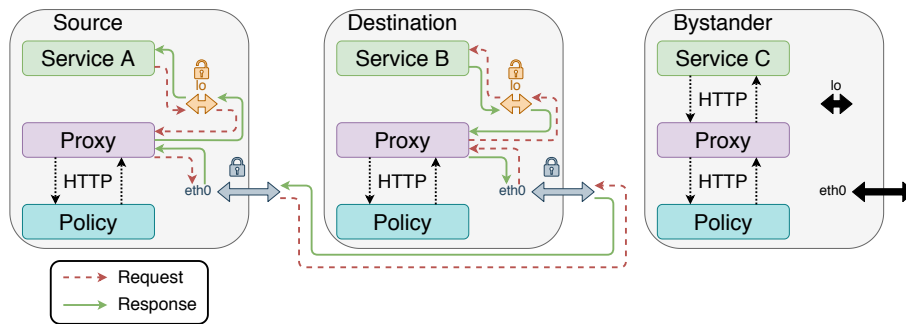 Source
Service A
lo
Proxy
HTTP
eth0
Policy
Destination
Service B
lo
Proxy
HTTP
eth0
Policy
Bystander
Service C
HTTP
lo
Proxy
HTTP
eth0
Policy
Request
Response